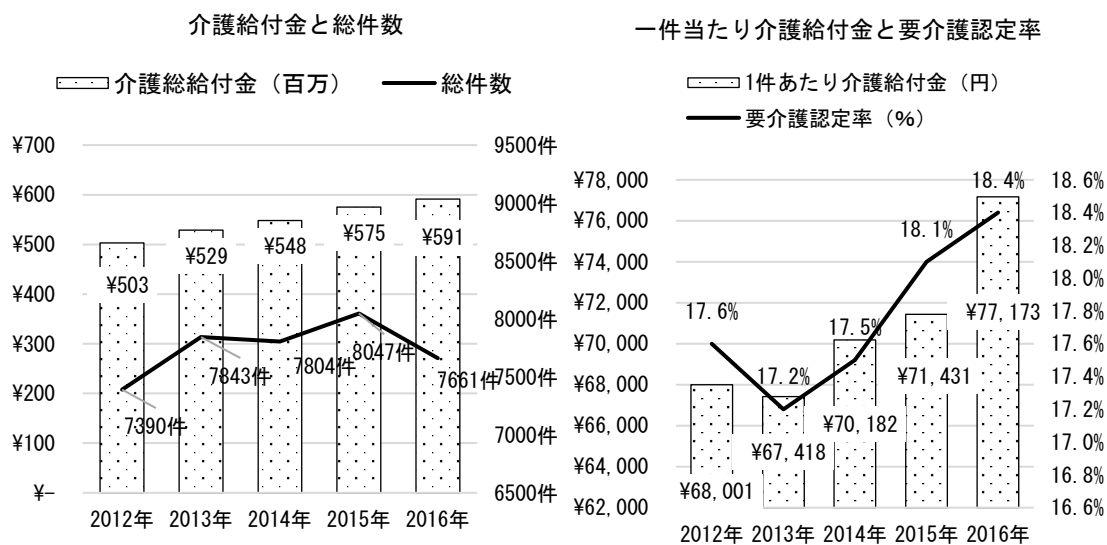 介護給付金と総件数
介護総給付金（百万）
総件数
¥700
¥600
¥500
¥400
¥300
¥200
¥100
¥-
9500件
9000件
8500件
8000件
7500件
7000件
6500件
¥503
¥529
¥548
¥575
¥591
7390件
7843件
7804件
8047件
7661件
2012年
2013年
2014年
2015年
2016年
一件当たり介護給付金と要介護認定率
1件あたり介護給付金（円）
要介護認定率（%）
¥78,000
¥76,000
¥74,000
¥72,000
¥70,000
¥68,000
¥66,000
¥64,000
¥62,000
18.6%
18.4%
18.2%
18.0%
17.8%
17.6%
17.4%
17.2%
17.0%
16.8%
16.6%
17.6%
17.2%
17.5%
18.1%
18.4%
¥68,001
¥67,418
¥70,182
¥71,431
¥77,173
2012年
2013年
2014年
2015年
2016年